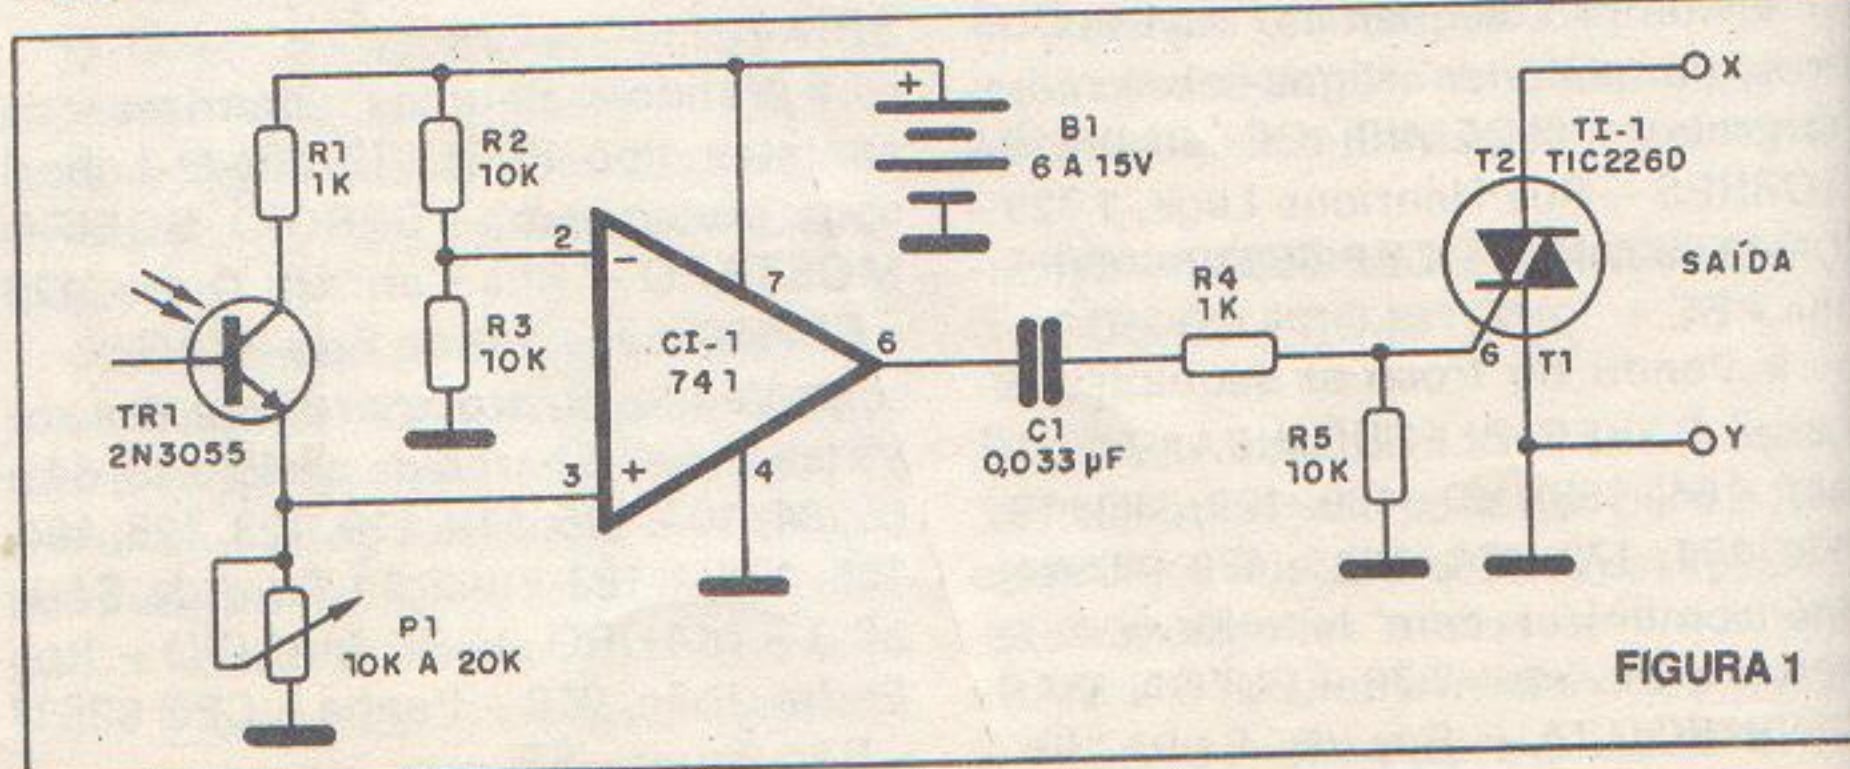 R1
1K
R2
10K
R3
10K
+
B1
6 A 15V
2
−
7
CI-1
741
6
3
+
4
TR1
2N3055
P1
10K A 20K
C1
0,033 µF
R4
1K
R5
10K
TI-1
TIC226D
T2
G
T1
X
SAÍDA
Y
FIGURA 1